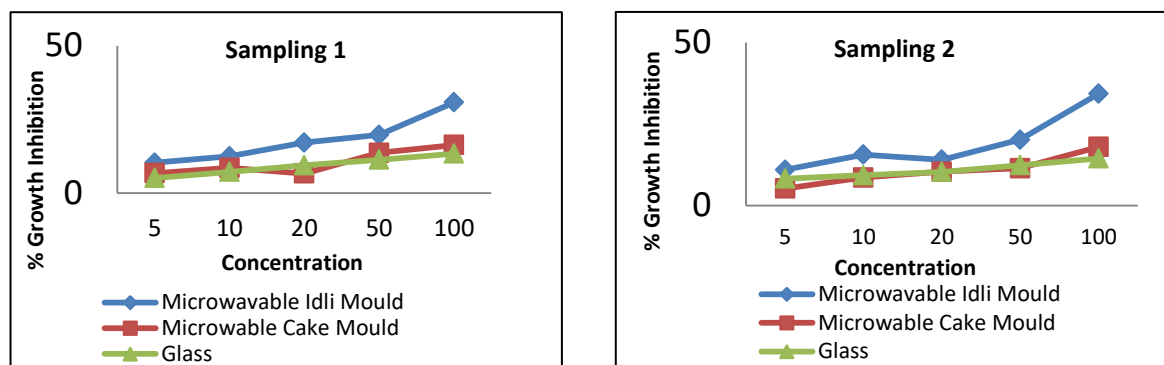 Sampling 1
50
0
% Growth Inhibition
5 10 20 50 100
Concentration
Microwavable Idli Mould
Microwable Cake Mould
Glass
Sampling 2
50
0
% Growth Inhibition
5 10 20 50 100
Concentration
Microwavable Idli Mould
Microwable Cake Mould
Glass